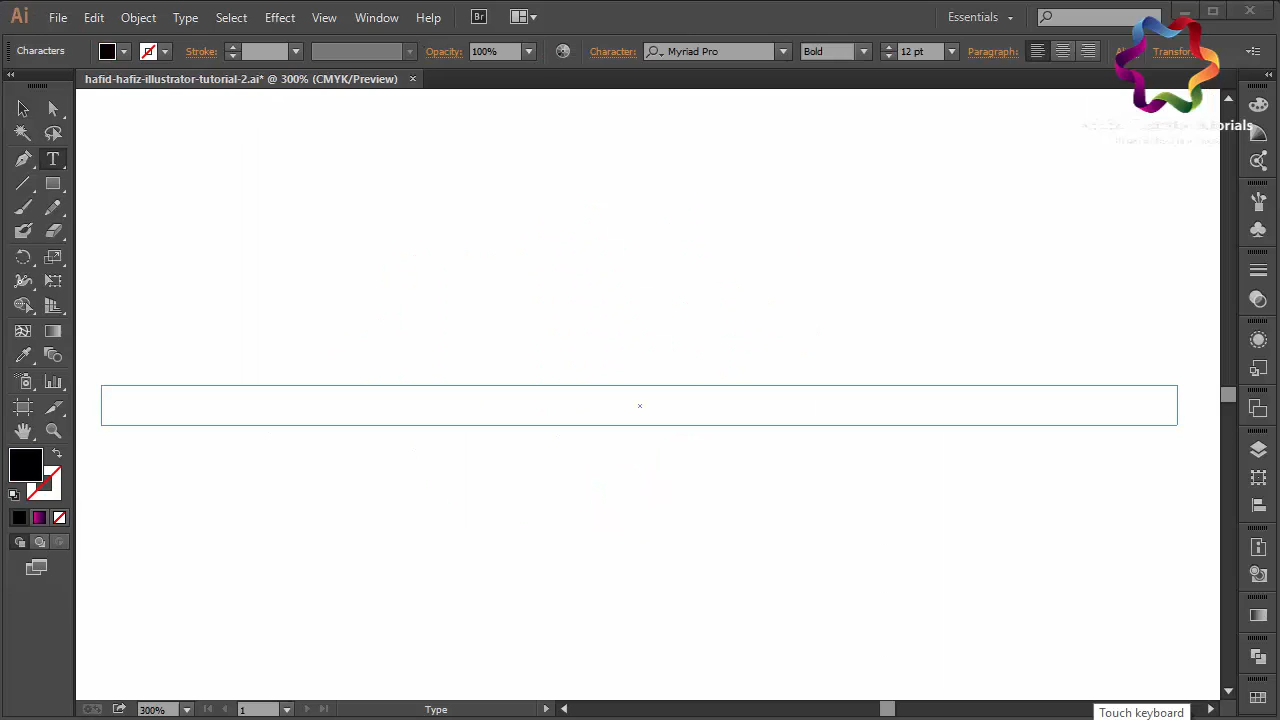 Ai File Edit Object Type Select Effect View Window Help Br Essentials
Characters Stroke: Opacity: 100% Character: Myriad Pro Bold 12 pt Paragraph: Transform
hafid-hafiz-illustrator-tutorial-2.ai* @ 300% (CMYK/Preview)
T
300% 1 Type
Touch keyboard